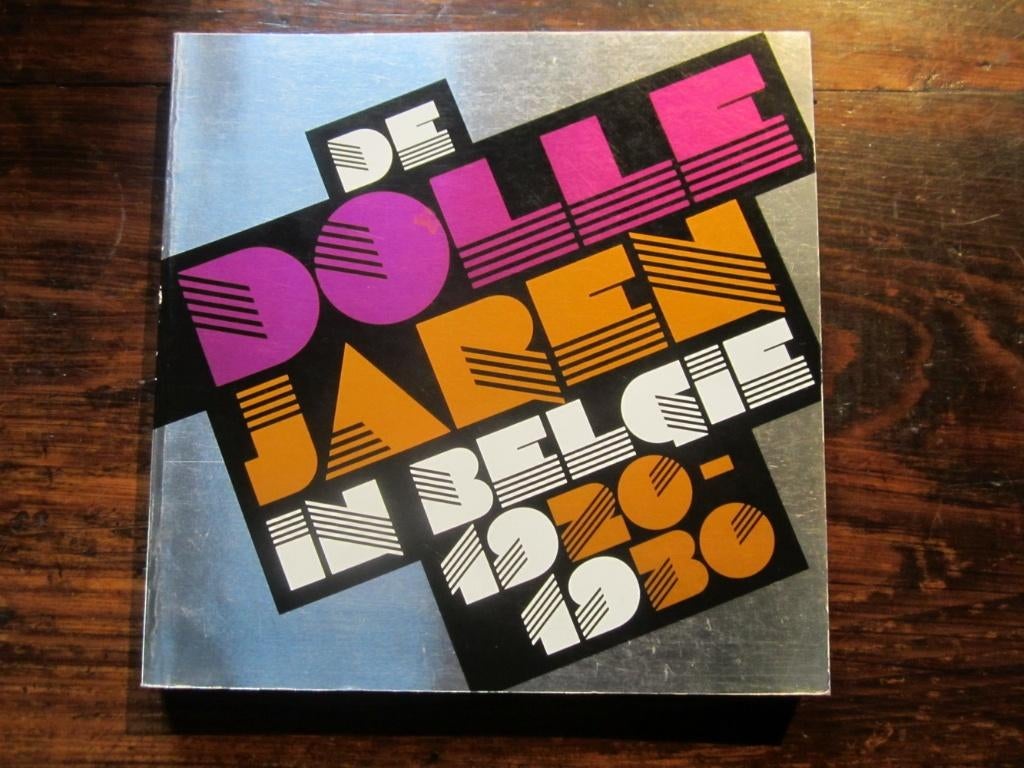 DE
DOLLE
JAREN
IN BELGIE
1920-
1930